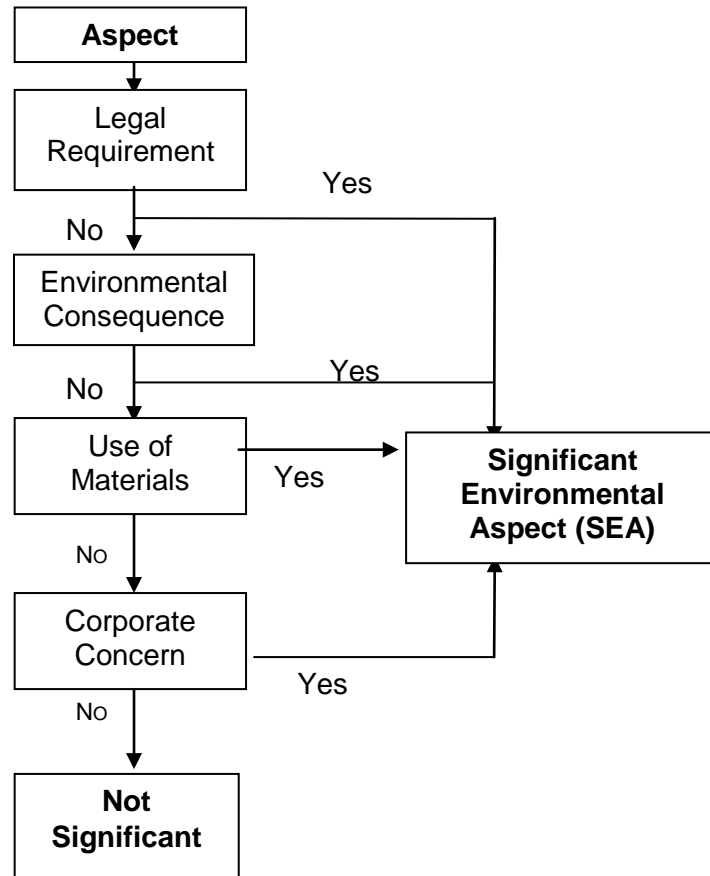 Aspect
Legal
Requirement
Yes
No
Environmental
Consequence
Yes
No
Use of
Materials
Yes
Significant
Environmental
Aspect (SEA)
No
Corporate
Concern
Yes
No
Not
Significant